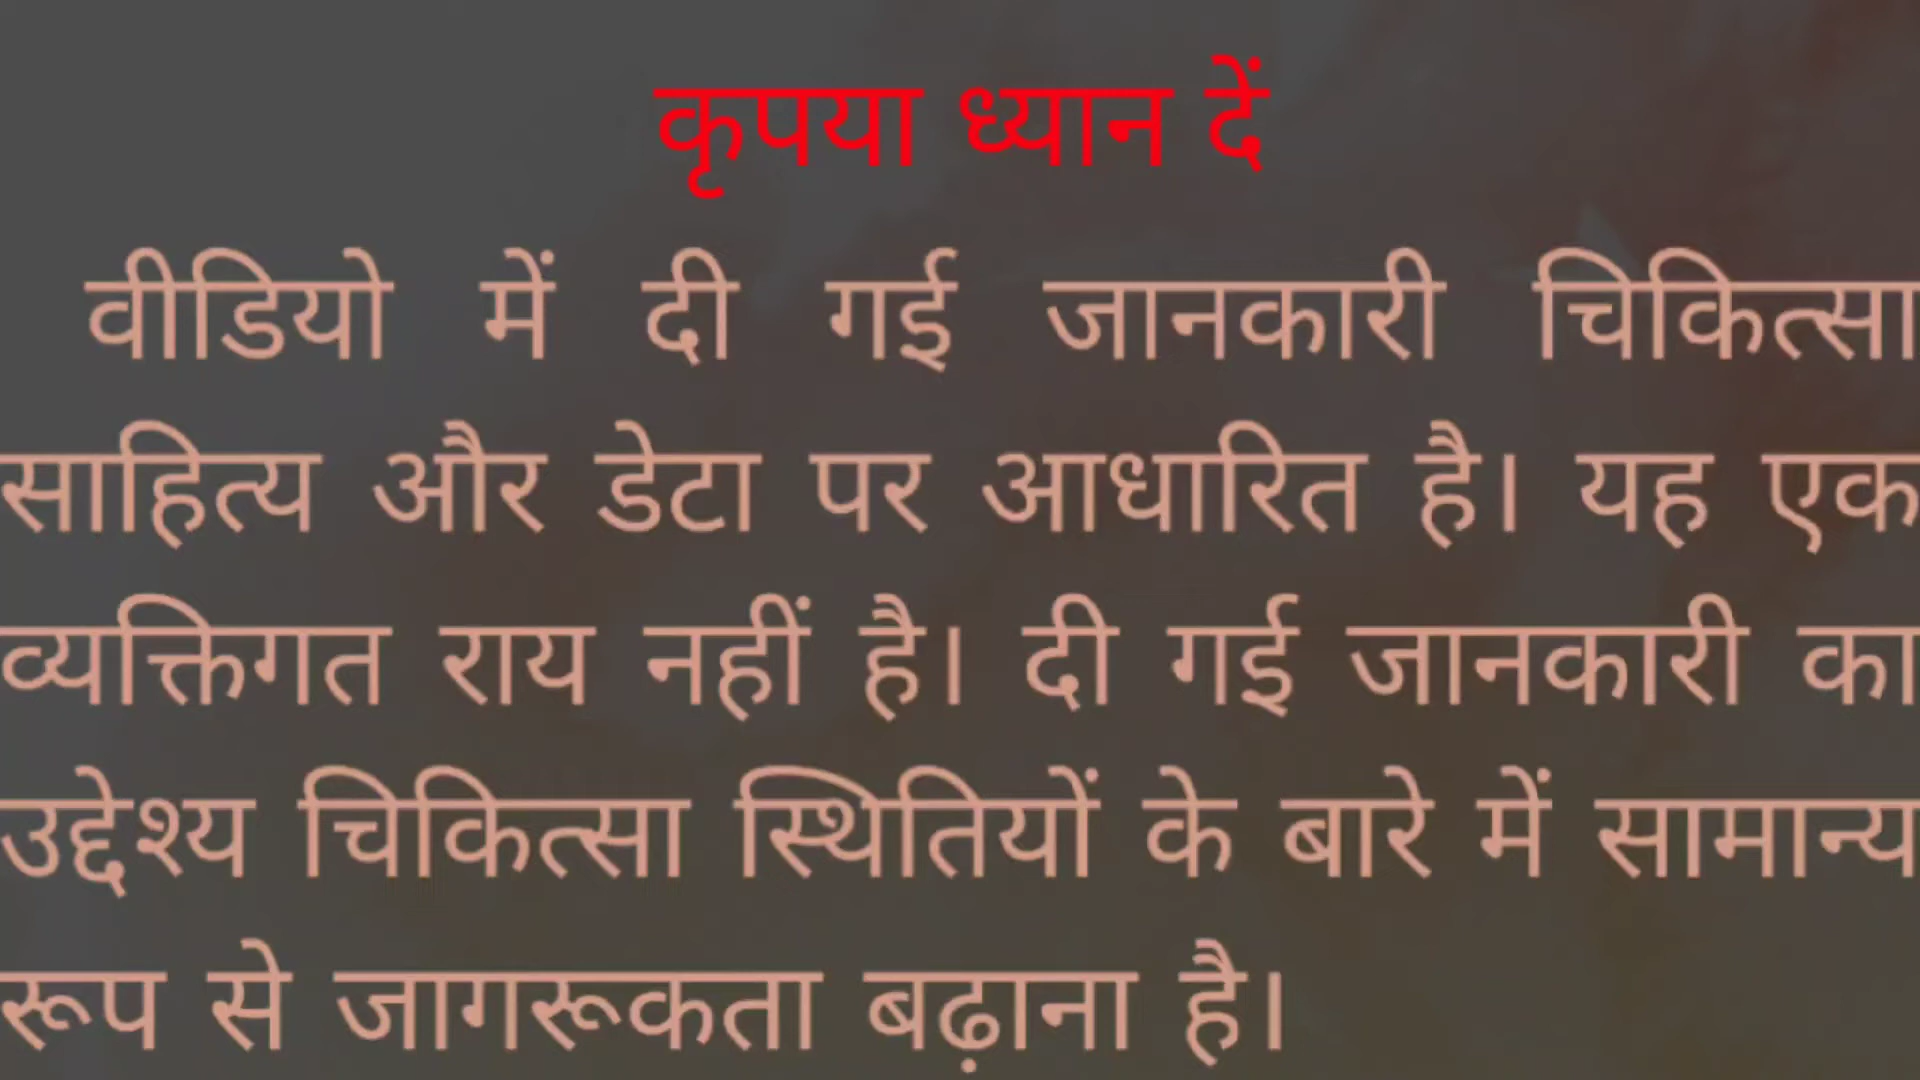 कृपया ध्यान दें
वीडियो में दी गई जानकारी चिकित्सा
साहित्य और डेटा पर आधारित है। यह एक
व्यक्तिगत राय नहीं है। दी गई जानकारी का
उद्देश्य चिकित्सा स्थितियों के बारे में सामान्य
रूप से जागरूकता बढ़ाना है।